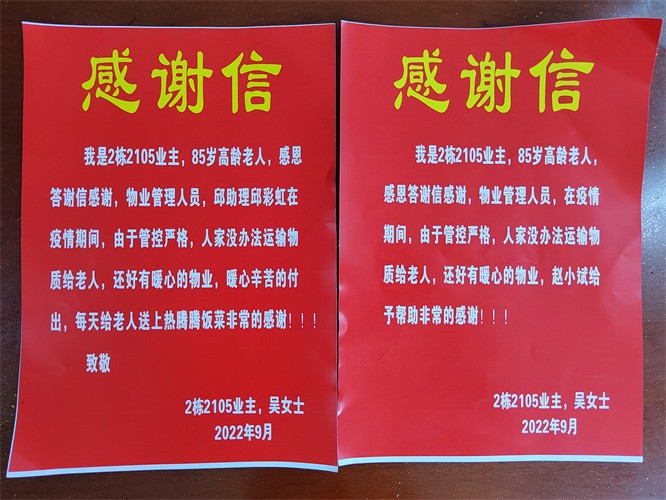 感谢信
我是2栋2105业主，85岁高龄老人，感恩
答谢信感谢，物业管理人员，邱助理邱彩虹在
疫情期间，由于管控严格，人家没办法运输物
质给老人，还好有暖心的物业，暖心辛苦的付
出，每天给老人送上热腾腾饭菜非常的感谢！！！
致敬
2栋2105业主，吴女士
2022年9月
感谢信
我是2栋2105业主，85岁高龄老人，
感恩答谢信感谢，物业管理人员，在疫情
期间，由于管控严格，人家没办法运输物
质给老人，还好有暖心的物业，赵小斌给
予帮助非常的感谢！！！
2栋2105业主，吴女士
2022年9月